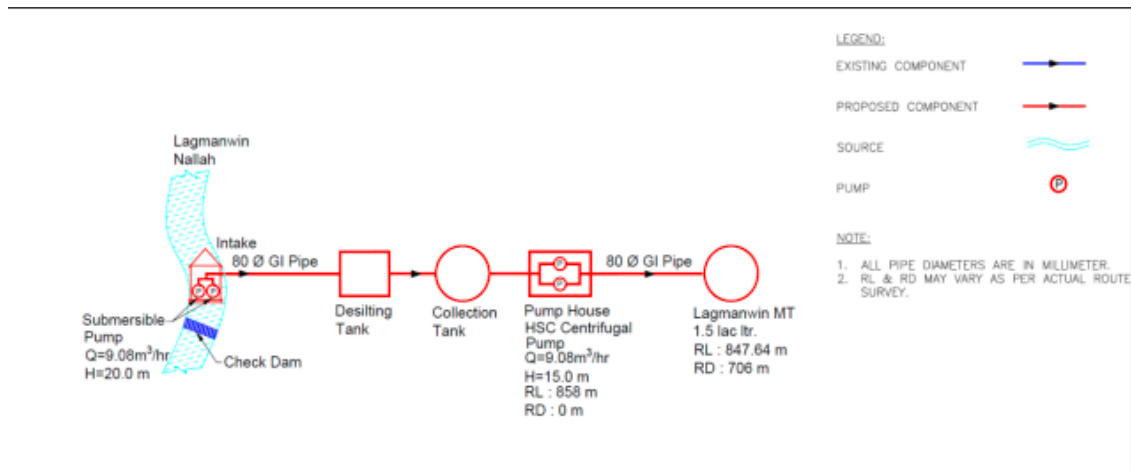 Lagmanwin
Nallah
Intake
80 Ø GI Pipe
Submersible
Pump
Q=9.08m³/hr
H=20.0 m
Check Dam
Desilting
Tank
Collection
Tank
P
P
P
P
Pump House
HSC Centrifugal
Pump
Q=9.08m³/hr
H=15.0 m
RL : 858 m
RD : 0 m
80 Ø GI Pipe
Lagmanwin MT
1.5 lac ltr.
RL : 847.64 m
RD : 706 m
LEGEND:
EXISTING COMPONENT
PROPOSED COMPONENT
SOURCE
PUMP
P
NOTE:
1. ALL PIPE DIAMETERS ARE IN MILLIMETER.
2. RL & RD MAY VARY AS PER ACTUAL ROUTE
SURVEY.